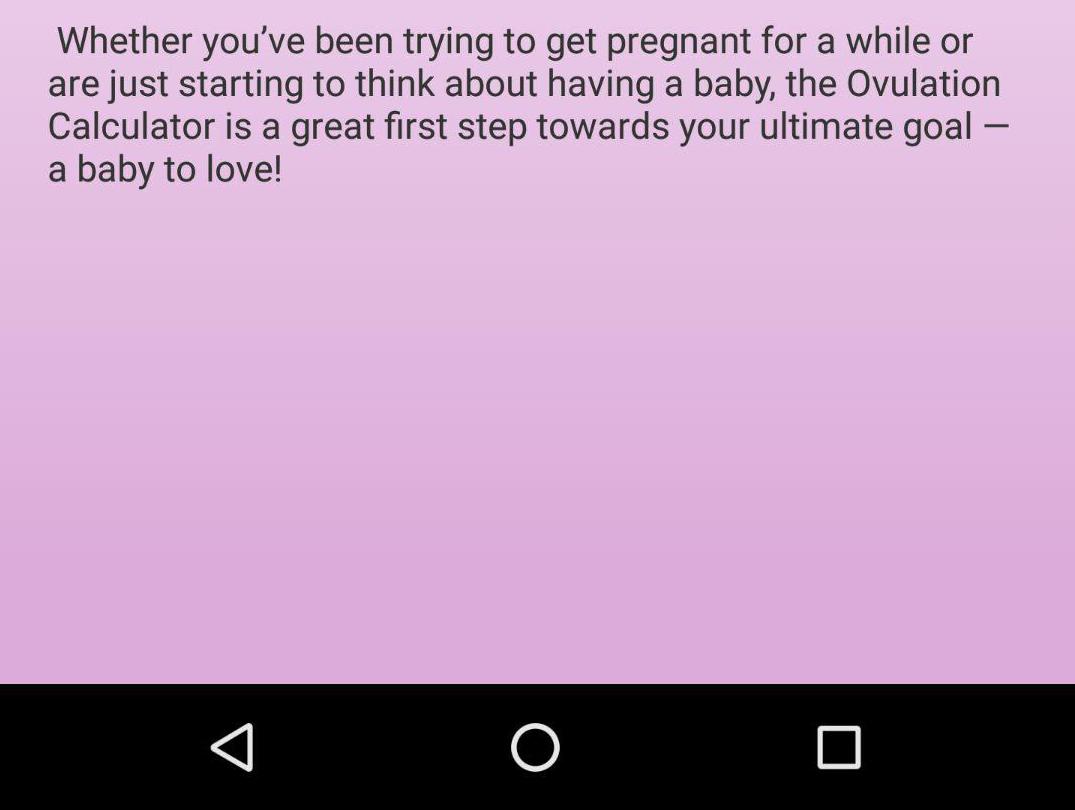 Whether you’ve been trying to get pregnant for a while or
are just starting to think about having a baby, the Ovulation
Calculator is a great first step towards your ultimate goal —
a baby to love!